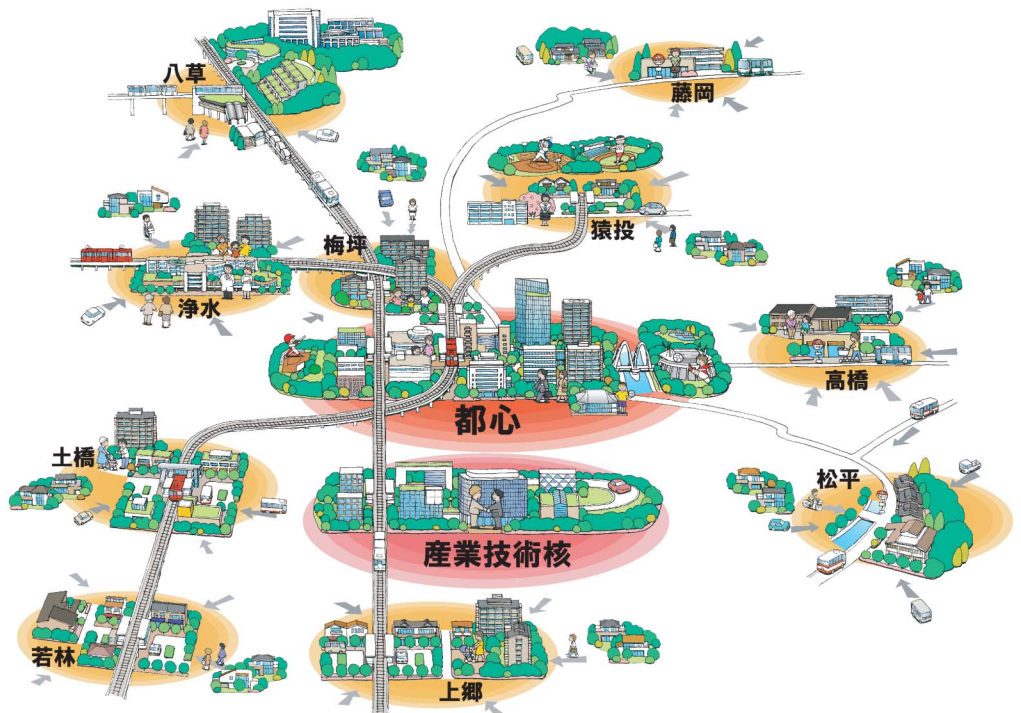 八草
藤岡
猿投
梅坪
浄水
高橋
都心
土橋
松平
産業技術核
若林
上郷